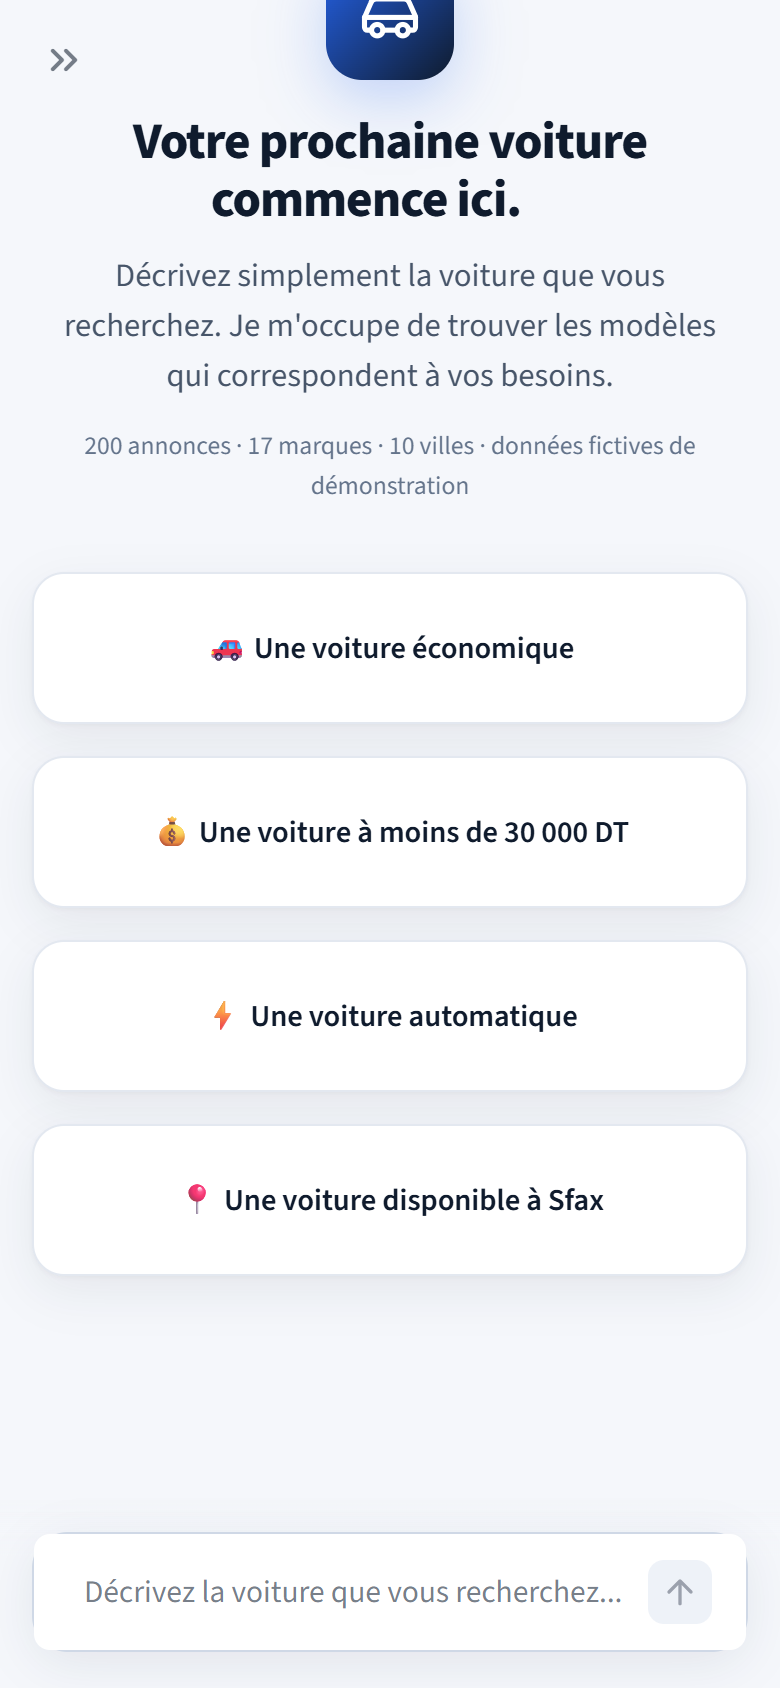 Votre prochaine voiture
commence ici.
Décrivez simplement la voiture que vous
recherchez. Je m'occupe de trouver les modèles
qui correspondent à vos besoins.
200 annonces · 17 marques · 10 villes · données fictives de
démonstration
🚗 Une voiture économique
💰 Une voiture à moins de 30 000 DT
⚡ Une voiture automatique
📍 Une voiture disponible à Sfax
Décrivez la voiture que vous recherchez...